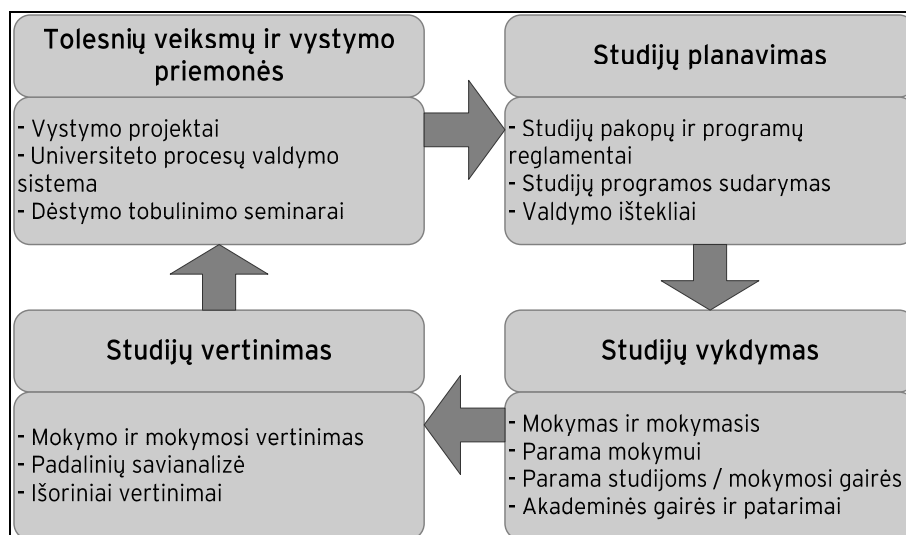 Tolesnių veiksmų ir vystymo
priemonės
- Vystymo projektai
- Universiteto procesų valdymo
sistema
- Dėstymo tobulinimo seminarai
Studijų planavimas
- Studijų pakopų ir programų
reglamentai
- Studijų programos sudarymas
- Valdymo ištekliai
Studijų vertinimas
- Mokymo ir mokymosi vertinimas
- Padalinių savianalizė
- Išoriniai vertinimai
Studijų vykdymas
- Mokymas ir mokymasis
- Parama mokymui
- Parama studijoms / mokymosi gairės
- Akademinės gairės ir patarimai